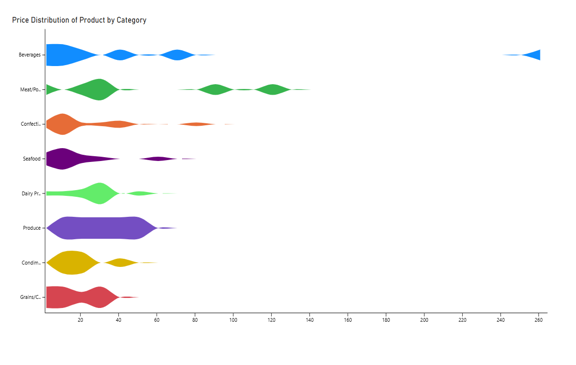 Price Distribution of Product by Category
Beverages
Meat/Po...
Confecti...
Seafood
Dairy Pr...
Produce
Condim...
Grains/C...
20 40 60 80 100 120 140 160 180 200 220 240 260